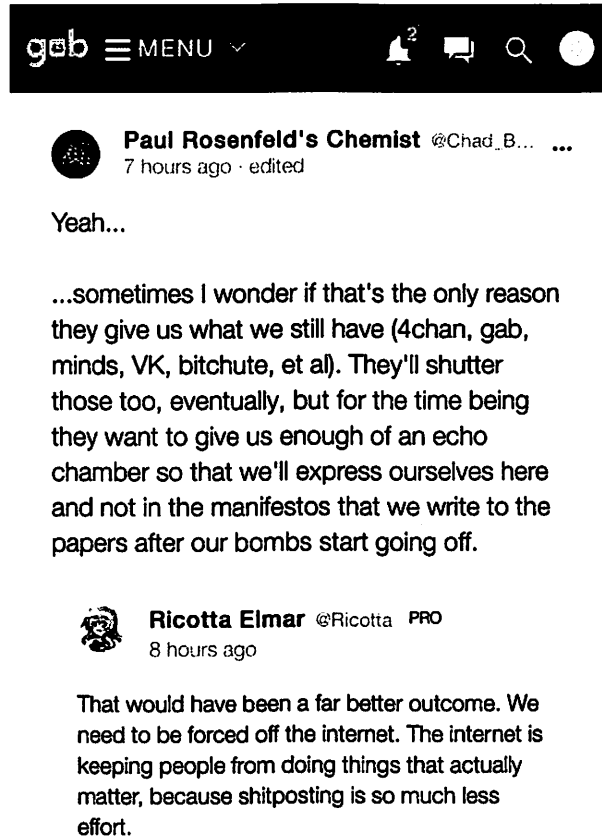 gab MENU 2
Paul Rosenfeld's Chemist @Chad_B... ...
7 hours ago · edited
Yeah...
...sometimes I wonder if that's the only reason
they give us what we still have (4chan, gab,
minds, VK, bitchute, et al). They'll shutter
those too, eventually, but for the time being
they want to give us enough of an echo
chamber so that we'll express ourselves here
and not in the manifestos that we write to the
papers after our bombs start going off.
Ricotta Elmar @Ricotta PRO
8 hours ago
That would have been a far better outcome. We
need to be forced off the internet. The internet is
keeping people from doing things that actually
matter, because shitposting is so much less
effort.